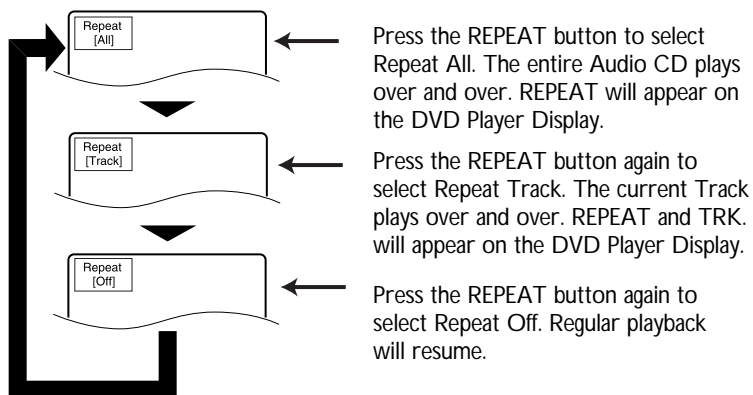 Repeat
[All]
Press the REPEAT button to select
Repeat All. The entire Audio CD plays
over and over. REPEAT will appear on
the DVD Player Display.
Repeat
[Track]
Press the REPEAT button again to
select Repeat Track. The current Track
plays over and over. REPEAT and TRK.
will appear on the DVD Player Display.
Repeat
[Off]
Press the REPEAT button again to
select Repeat Off. Regular playback
will resume.